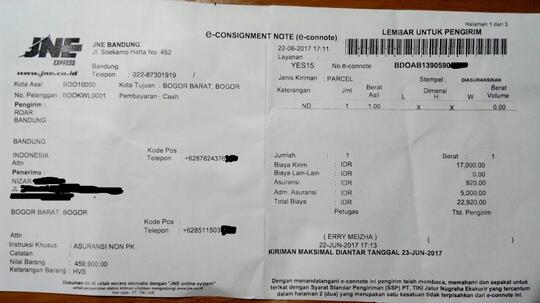 Halaman 1 dari 3
e-CONSIGNMENT NOTE (e-connote)
LEMBAR UNTUK PENGIRIM
JNE
EXPRESS
www.jne.co.id
JNE BANDUNG
Jl. Soekarno Hatta No. 452
Bandung
Telepon : 022-87301919 /
Kota Asal : BDO10000
Kota Tujuan : BOGOR BARAT, BOGOR
No. Pelanggan : BDOKWL0001
Pembayaran : Cash
Pengirim :
ROAR
BANDUNG
BANDUNG
INDONESIA
Kode Pos :
Attn
Telepon : +6287824376
Penerima :
NIZAR
JL
BOGOR BARAT, BOGOR
Kode Pos :
Telepon : +628511503
Attn :
Instruksi Khusus : ASURANSI NON PK
Catatan :
Nilai Barang : 459,900.00
Keterangan Barang : HVS
Dokumen ini di cetak secara otomatis dengan "JNE online system"
22-06-2017 17:11
Layanan
YES15
No.e-connote
BDOAB1390590
Jenis Kiriman : PARCEL
Stempel : DIASURANSIKAN
Keterangan
Jml
Berat Asli
Dimensi
L H W
Berat Volume
ND 1 1.00 X X 0.00
Jumlah : 1
Berat : 1
Biaya Kirim : IDR 17,000.00
Biaya Lain-Lain : IDR 0.00
Asuransi : IDR 920.00
Adm. Asuransi : IDR 5,000.00
Total Biaya : IDR 22,920.00
Petugas
Ttd. Pengirim
( ERRY MEIZHA )
22-JUN-2017 17:13
KIRIMAN MAKSIMAL DIANTAR TANGGAL 23-JUN-2017
Dengan menandatangani e-connote ini pengirim telah memahami dan sepakat
terikat dengan Syarat Standar Pengiriman (SSP) PT. TIKI Jalur Nugraha Ekakurir yang tercantum
dalam halaman 2 (dua) yang merupakan satu kesatuan yang tak terpisahkan
dari e-connote ini.